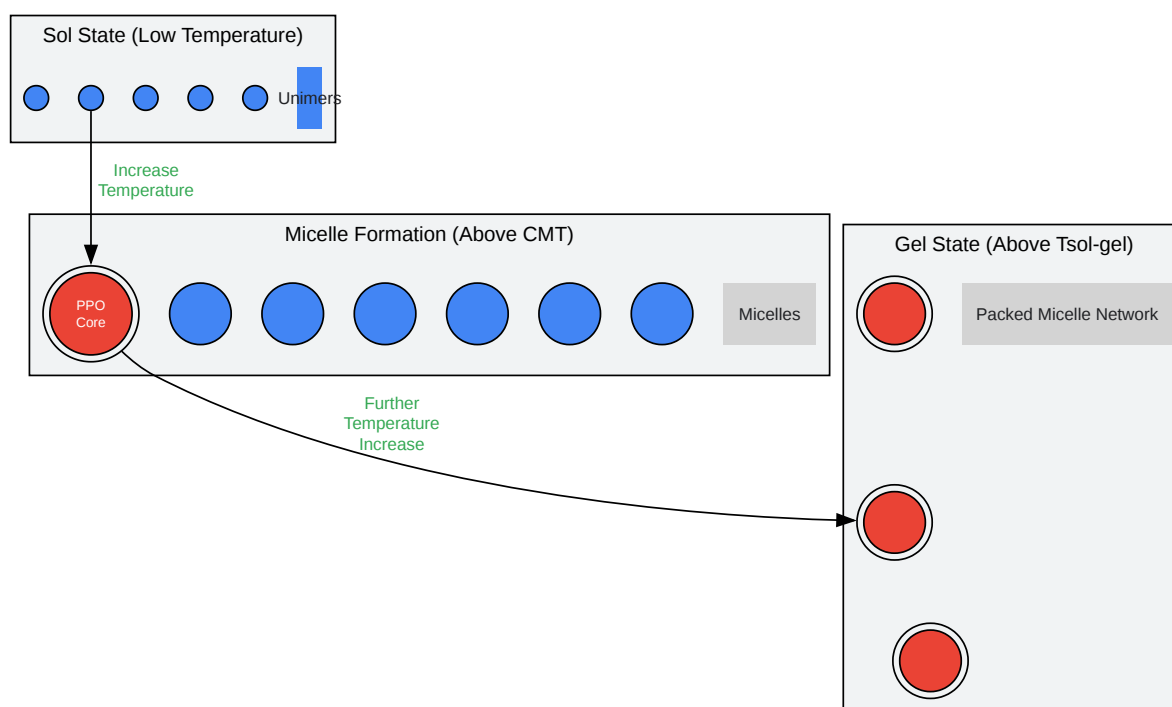 Sol State (Low Temperature)
Unimers
Increase
Temperature
Micelle Formation (Above CMT)
PPO
Core
Micelles
Further
Temperature
Increase
Gel State (Above Tsol-gel)
Packed Micelle Network